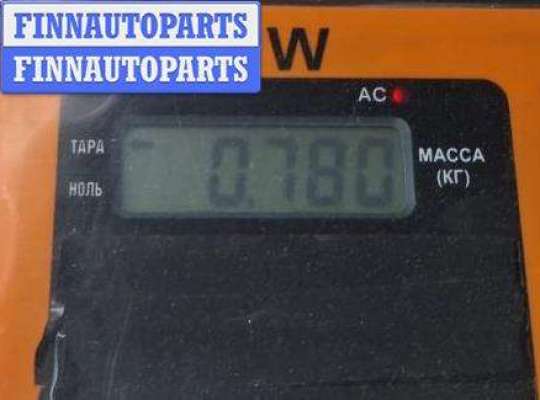 FINNAUTOPARTS
FINNAUTOPARTS
W
AC
ТАРА
0.780
МАССА
(КГ)
НОЛЬ